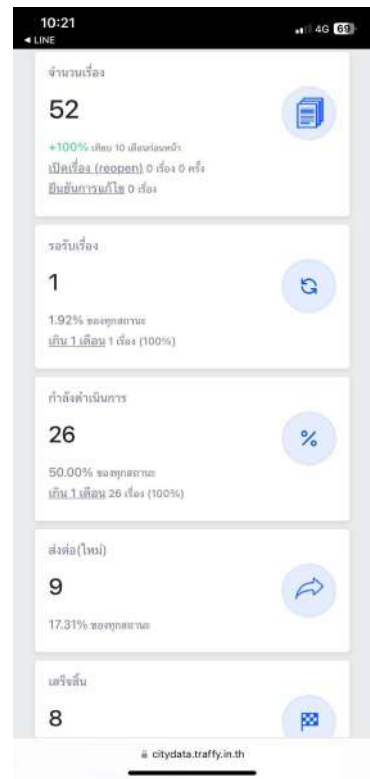 10:21
4G 69
◀ LINE
จำนวนเรื่อง
52
+100% เทียบ 10 เดือนก่อนหน้า
เปิดเรื่อง (reopen) 0 เรื่อง 0 ครั้ง
ยืนยันการแก้ไข 0 เรื่อง
รอรับเรื่อง
1
1.92% ของทุกสถานะ
เกิน 1 เดือน 1 เรื่อง (100%)
กำลังดำเนินการ
26
%
50.00% ของทุกสถานะ
เกิน 1 เดือน 26 เรื่อง (100%)
ส่งต่อ(ใหม่)
9
17.31% ของทุกสถานะ
เสร็จสิ้น
8
citydata.traffy.in.th